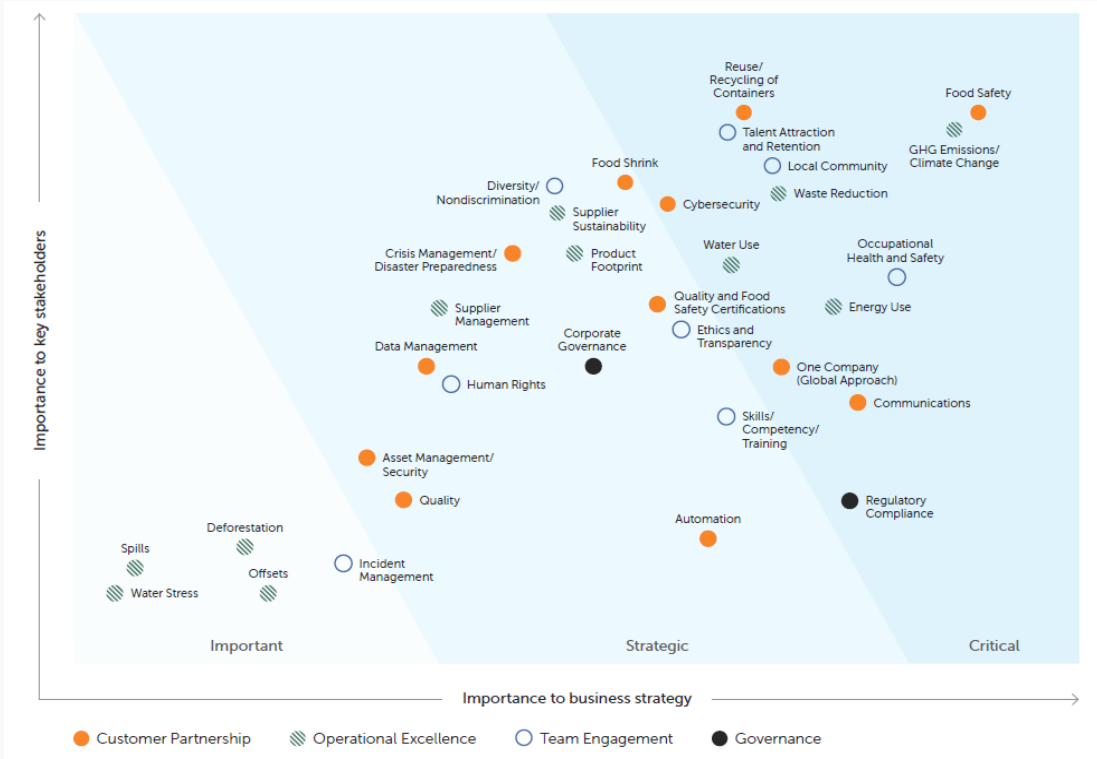 Reuse/
Recycling of
Containers
Food Safety
Talent Attraction
and Retention
GHG Emissions/
Climate Change
Food Shrink
Local Community
Diversity/
Nondiscrimination
Waste Reduction
Cybersecurity
Supplier
Sustainability
Water Use
Occupational
Health and Safety
Crisis Management/
Disaster Preparedness
Product
Footprint
Quality and Food
Safety Certifications
Energy Use
Supplier
Management
Ethics and
Transparency
Corporate
Governance
Data Management
One Company
(Global Approach)
Human Rights
Communications
Skills/
Competency/
Training
Asset Management/
Security
Quality
Regulatory
Compliance
Automation
Deforestation
Spills
Incident
Management
Offsets
Water Stress
Important
Strategic
Critical
Importance to key stakeholders
Importance to business strategy
Customer Partnership
Operational Excellence
Team Engagement
Governance